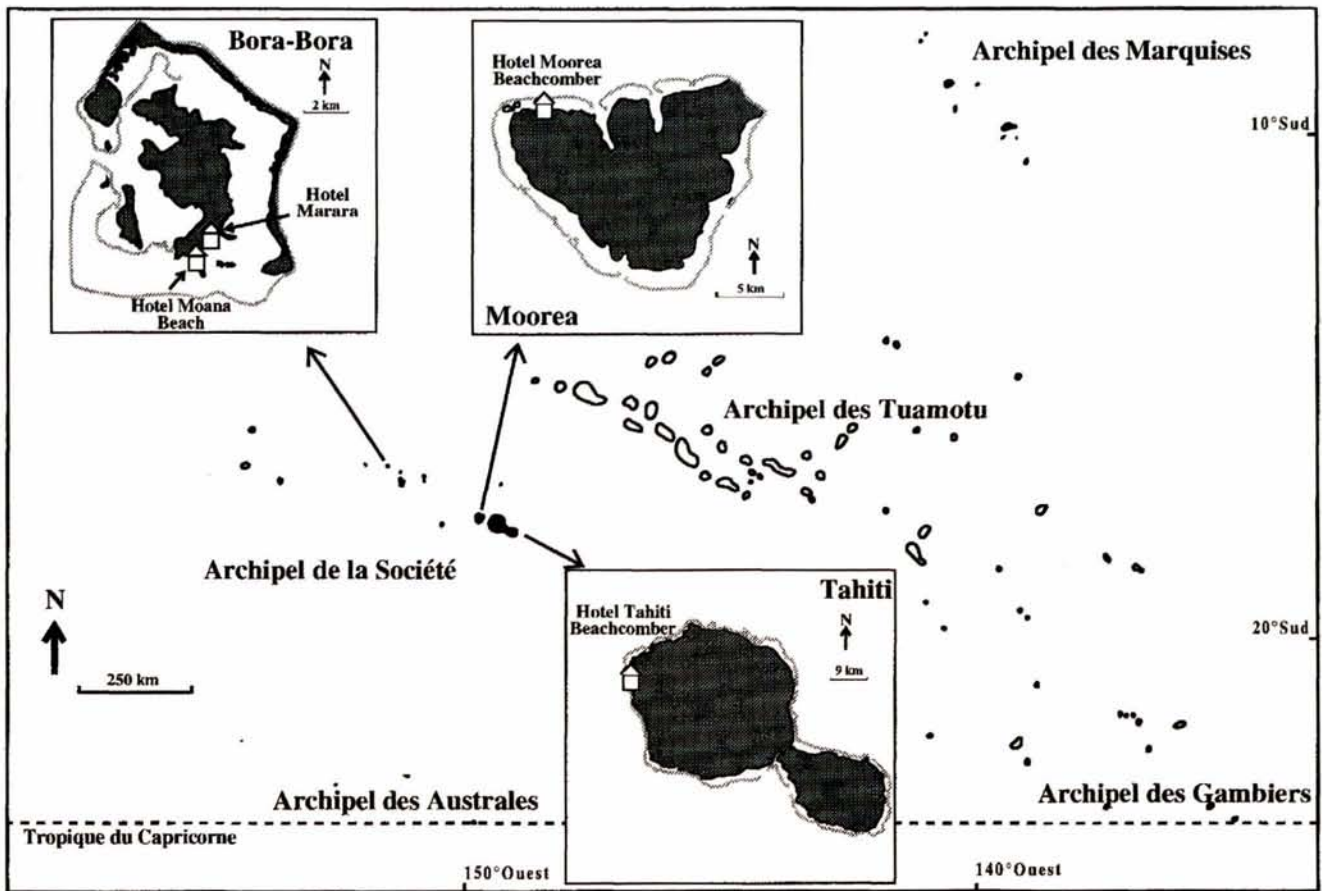 Bora-Bora
N
2 km
Hotel
Marara
Hotel Moana
Beach
Hotel Moorea
Beachcomber
N
5 km
Moorea
Archipel des Marquises
10°Sud
Archipel des Tuamotu
Archipel de la Société
N
250 km
Tahiti
Hotel Tahiti
Beachcomber
N
9 km
20°Sud
Archipel des Australes
Archipel des Gambiers
Tropique du Capricorne
150°Ouest
140°Ouest